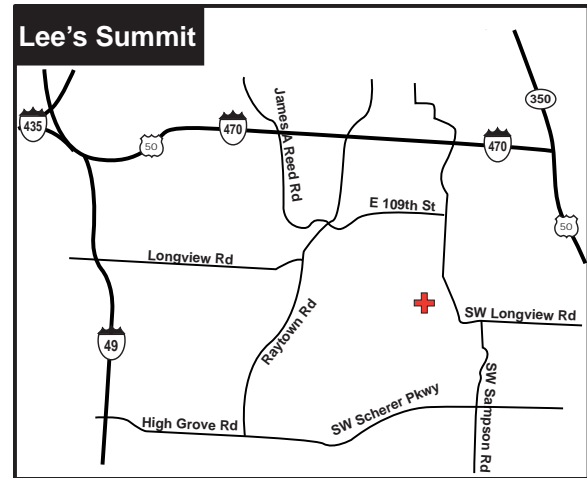 Lee's Summit
350
435
50
470
James A Reed Rd
470
E 109th St
50
Longview Rd
SW Longview Rd
49
Raytown Rd
SW Scherer Pkwy
SW Sampson Rd
High Grove Rd